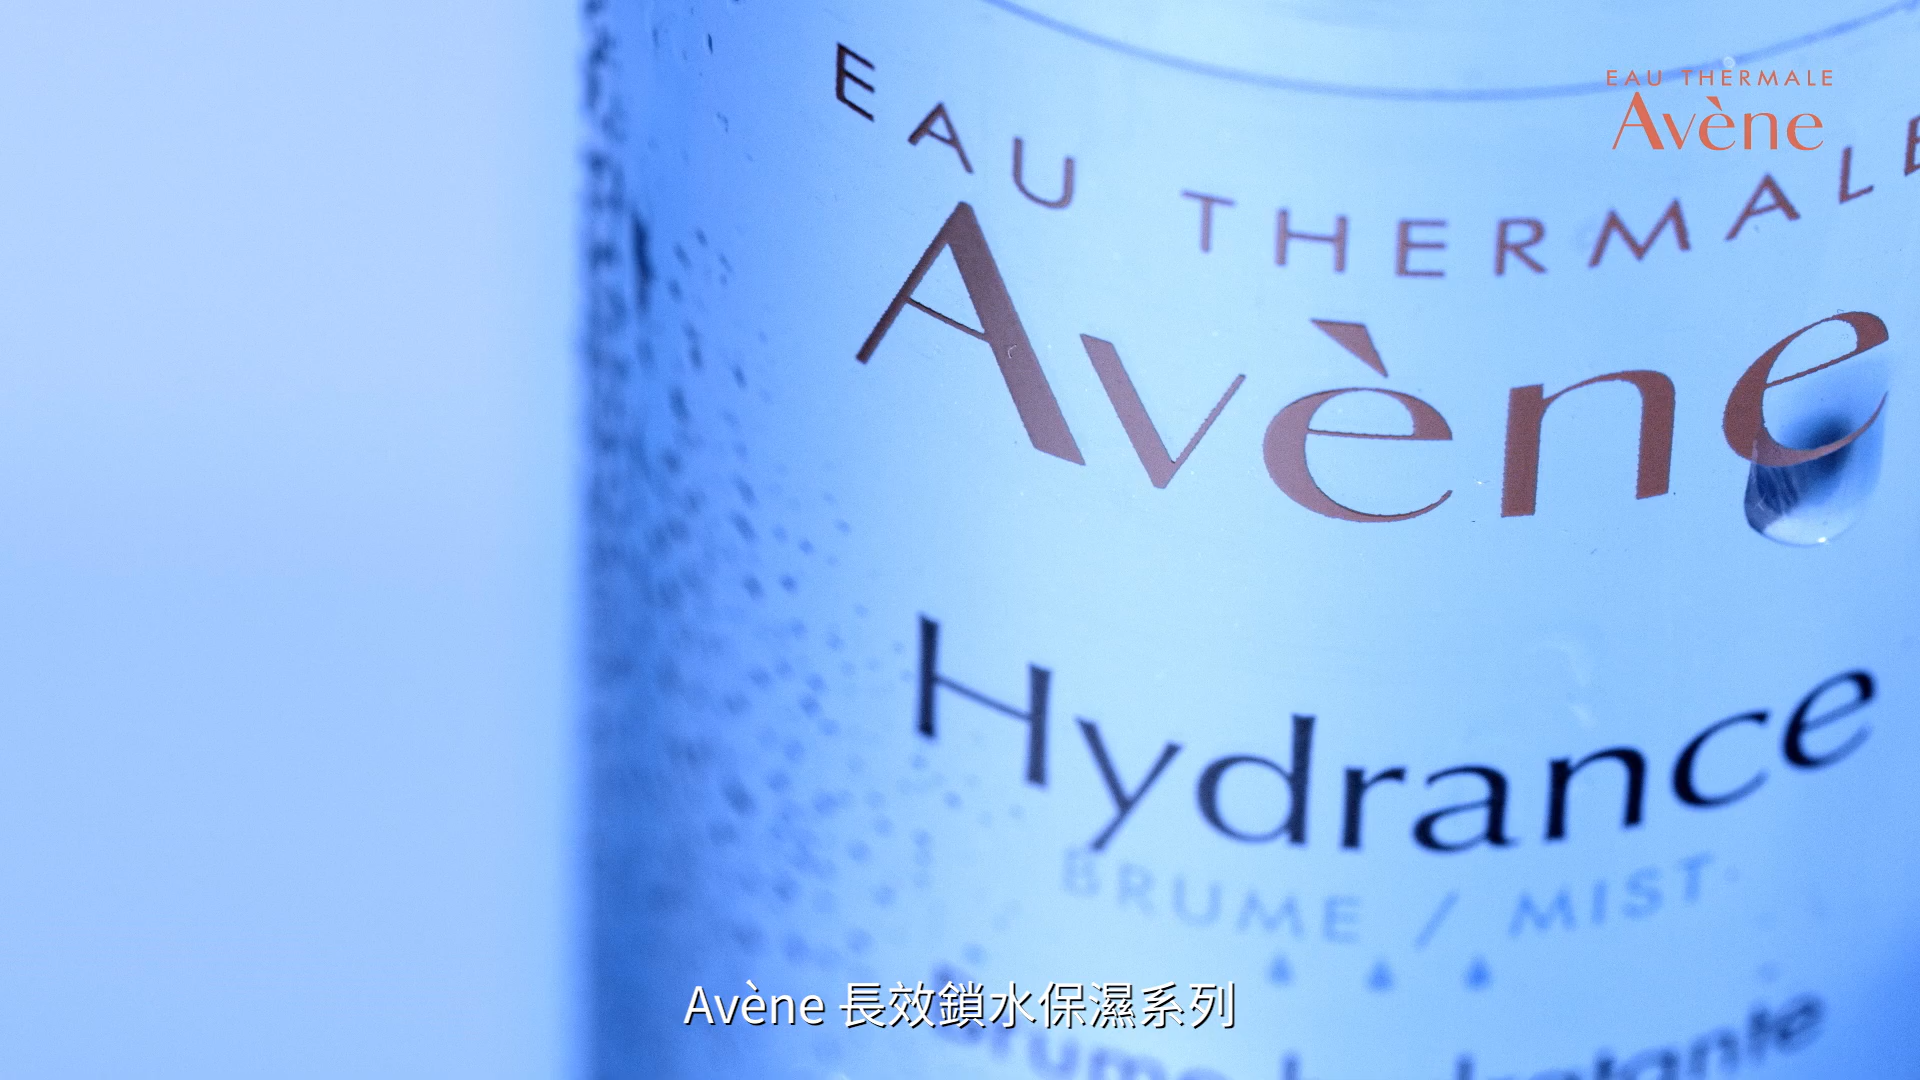 EAU THERMALE
Avène
EAU THERMALE
Avène
Hydrance
BRUME / MIST
Avène 長效鎖水保濕系列